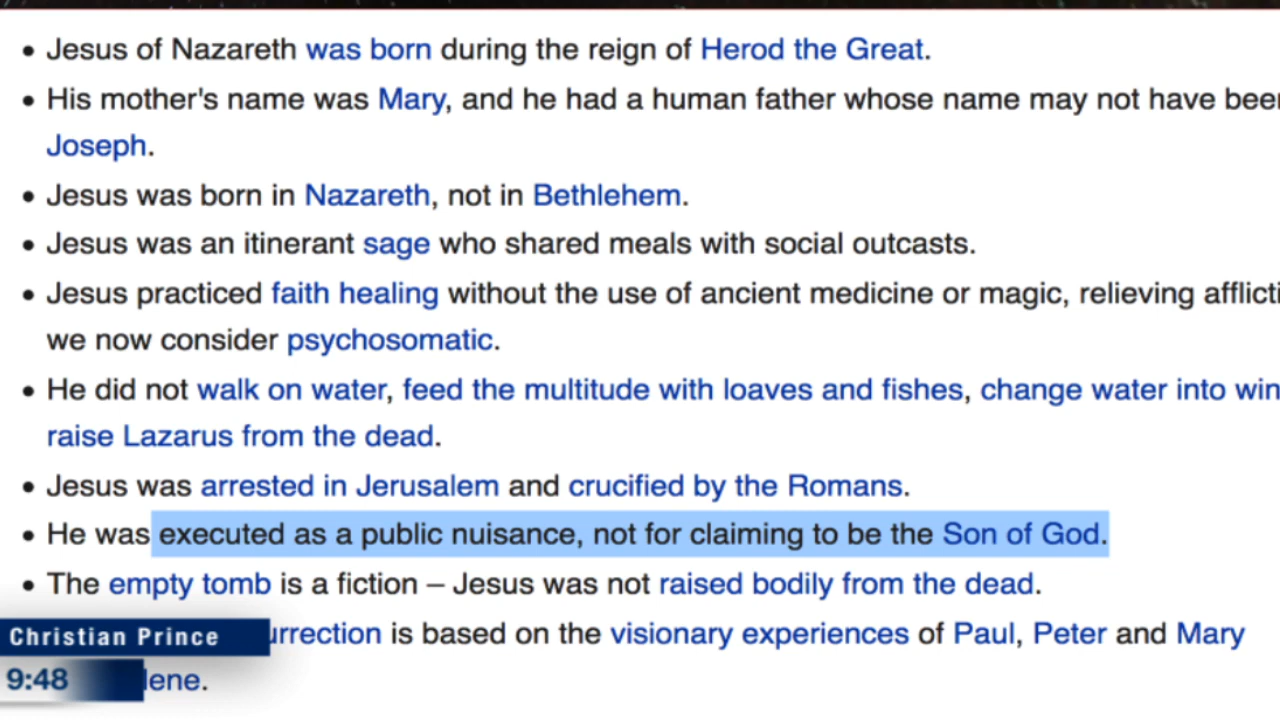 • Jesus of Nazareth was born during the reign of Herod the Great.
• His mother's name was Mary, and he had a human father whose name may not have
Joseph.
• Jesus was born in Nazareth, not in Bethlehem.
• Jesus was an itinerant sage who shared meals with social outcasts.
• Jesus practiced faith healing without the use of ancient medicine or magic, relieving
we now consider psychosomatic.
• He did not walk on water, feed the multitude with loaves and fishes, change water into
raise Lazarus from the dead.
• Jesus was arrested in Jerusalem and crucified by the Romans.
• He was executed as a public nuisance, not for claiming to be the Son of God.
• The empty tomb is a fiction – Jesus was not raised bodily from the dead.
Christian Prince
is based on the visionary experiences of Paul, Peter and Mary
9:48